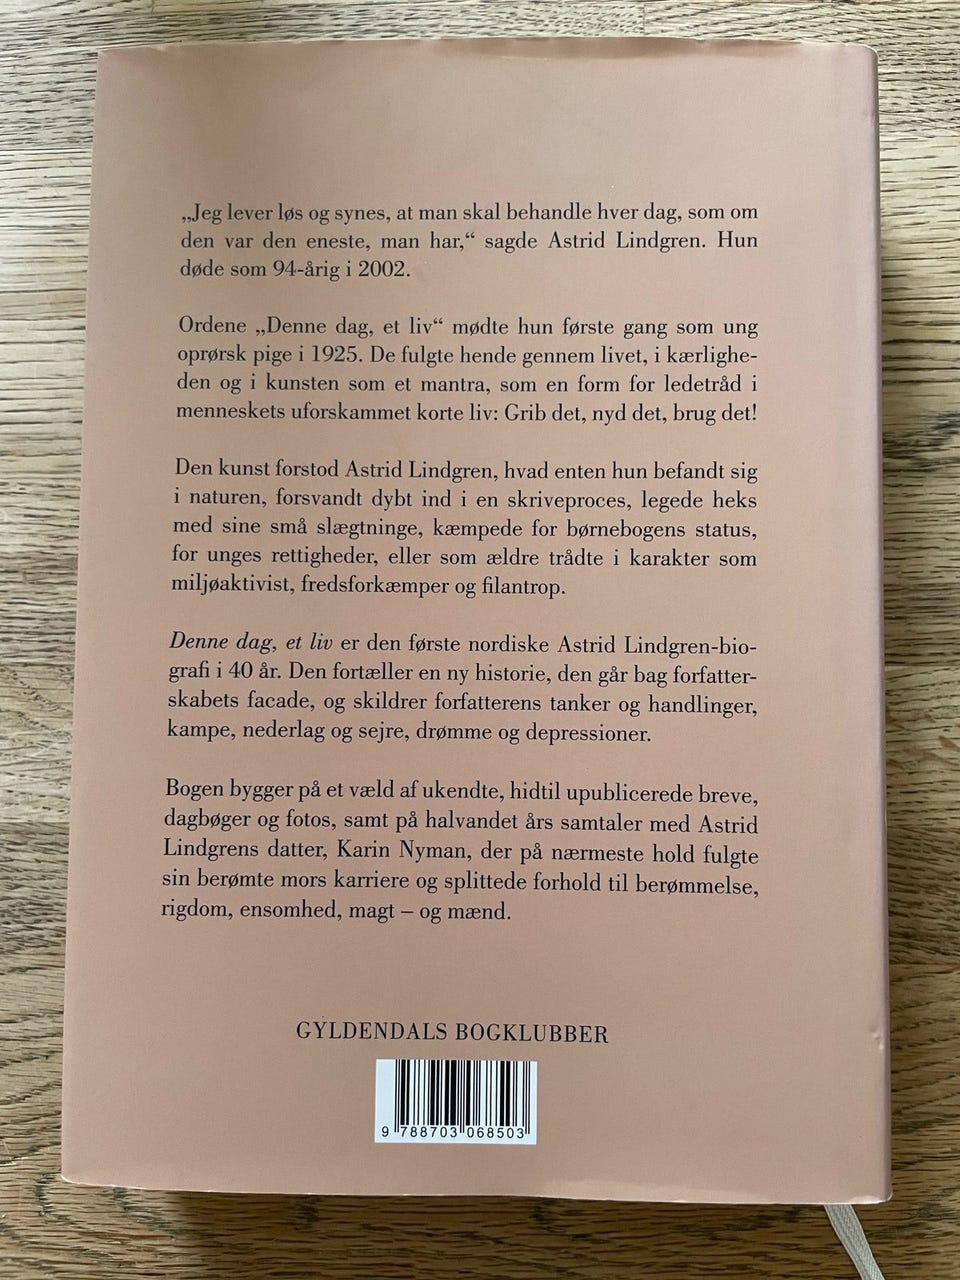 „Jeg lever løs og synes, at man skal behandle hver dag, som om
den var den eneste, man har,“ sagde Astrid Lindgren. Hun
døde som 94-årig i 2002.
Ordene „Denne dag, et liv“ mødte hun første gang som ung
oprørsk pige i 1925. De fulgte hende gennem livet, i kærlighe-
den og i kunsten som et mantra, som en form for ledetråd i
menneskets uforskammet korte liv: Grib det, nyd det, brug det!
Den kunst forstod Astrid Lindgren, hvad enten hun befandt sig
i naturen, forsvandt dybt ind i en skriveproces, legede heks
med sine små slægtninge, kæmpede for børnebogens status,
for unges rettigheder, eller som ældre trådte i karakter som
miljøaktivist, fredsforkæmper og filantrop.
Denne dag, et liv er den første nordiske Astrid Lindgren-bio-
grafi i 40 år. Den fortæller en ny historie, den går bag forfatter-
skabets facade, og skildrer forfatterens tanker og handlinger,
kampe, nederlag og sejre, drømme og depressioner.
Bogen bygger på et væld af ukendte, hidtil upublicerede breve,
dagbøger og fotos, samt på halvandet års samtaler med Astrid
Lindgrens datter, Karin Nyman, der på nærmeste hold fulgte
sin berømte mors karriere og splittede forhold til berømmelse,
rigdom, ensomhed, magt – og mænd.
GYLDENDALS BOGKLUBBER
9 788703 068503